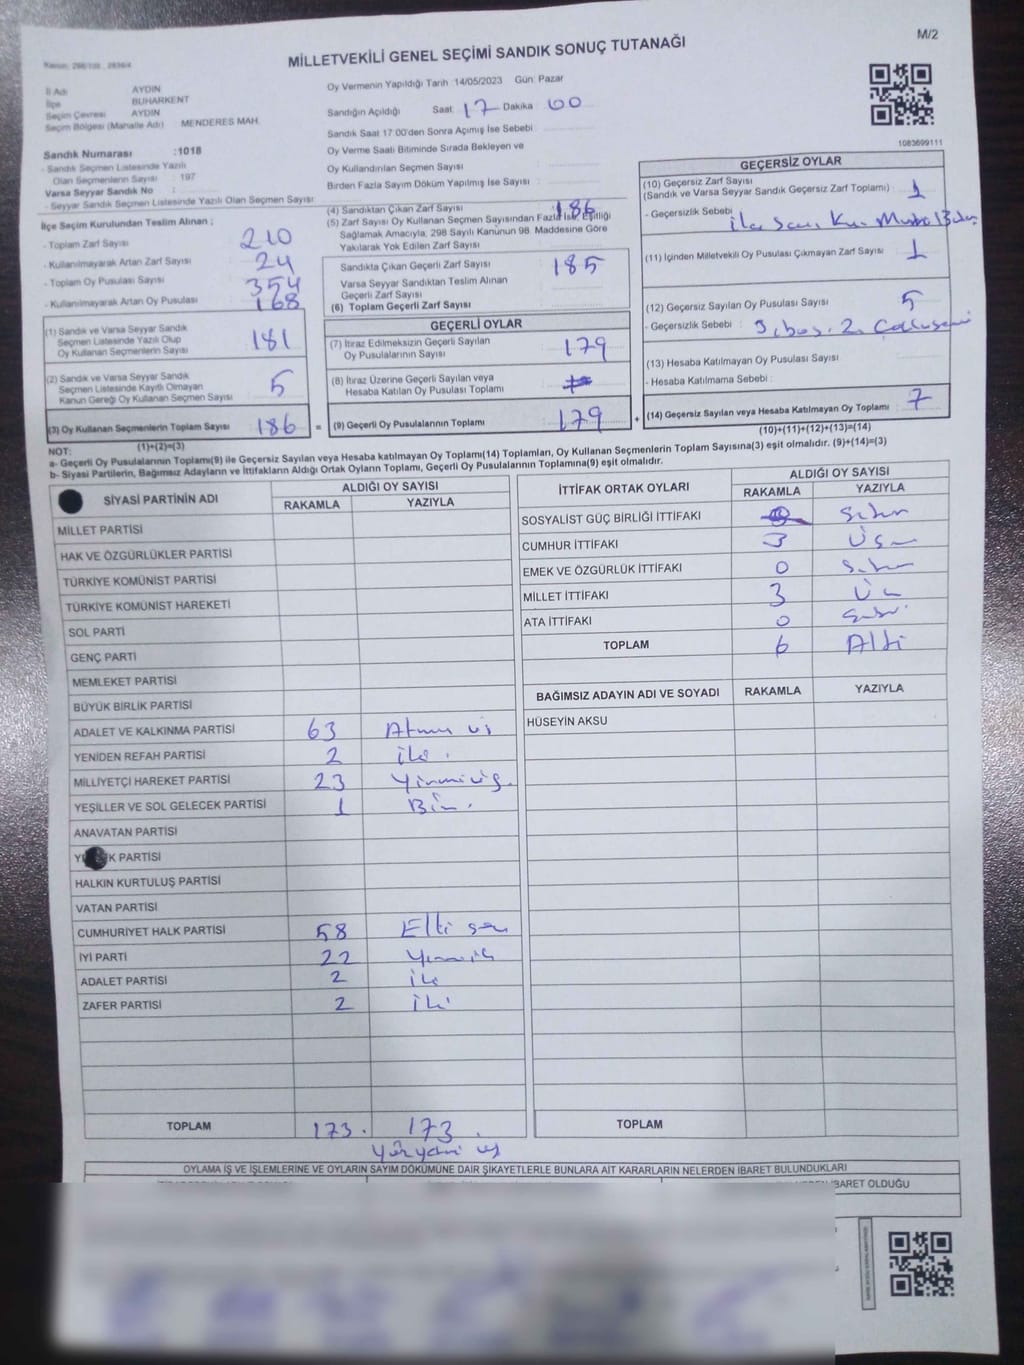 M/2
MİLLETVEKİLİ GENEL SEÇİMİ SANDIK SONUÇ TUTANAĞI
İl Adı AYDIN
İlçe BUHARKENT
Seçim Çevresi AYDIN
Seçim Bölgesi (Mahalle Adı) MENDERES MAH.
Sandık Numarası :1018
- Sandık Seçmen Listesinde Yazılı
Olan Seçmenlerin Sayısı : 197
Varsa Seyyar Sandık No :
- Seyyar Sandık Seçmen Listesinde Yazılı Olan Seçmen Sayısı:
Oy Vermenin Yapıldığı Tarih :14/05/2023 Gün: Pazar
Sandığın Açıldığı Saat: 17 Dakika 00
Sandık Saat 17:00'den Sonra Açımış İse Sebebi :
Oy Verme Saati Bitiminde Sırada Bekleyen ve
Oy Kullandırılan Seçmen Sayısı :
Birden Fazla Sayım Döküm Yapılmış İse Sayısı :
1083699111
İlçe Seçim Kurulundan Teslim Alınan ;
- Toplam Zarf Sayısı : 210
- Kullanılmayarak Artan Zarf Sayısı : 24
- Toplam Oy Pusulası Sayısı : 354
- Kullanılmayarak Artan Oy Pusulası : 168
(1) Sandık ve Varsa Seyyar Sandık
Seçmen Listesinde Yazılı Olup
Oy Kullanan Seçmenlerin Sayısı 181
(2) Sandık ve Varsa Seyyar Sandık
Seçmen Listesinde Kayıtlı Olmayan
Kanun Gereği Oy Kullanan Seçmen Sayısı 5
(3) Oy Kullanan Seçmenlerin Toplam Sayısı 186 =
(1)+(2)=(3)
(4) Sandıktan Çıkan Zarf Sayısı : 186
(5) Zarf Sayısı Oy Kullanan Seçmen Sayısından Fazla İse, Eşitliği
Sağlamak Amacıyla, 298 Sayılı Kanunun 98. Maddesine Göre
Yakılarak Yok Edilen Zarf Sayısı :
Sandıkta Çıkan Geçerli Zarf Sayısı 185
Varsa Seyyar Sandıktan Teslim Alınan
Geçerli Zarf Sayısı
(6) Toplam Geçerli Zarf Sayısı
GEÇERLİ OYLAR
(7) İtiraz Edilmeksizin Geçerli Sayılan
Oy Pusulalarının Sayısı 179
(8) İtiraz Üzerine Geçerli Sayılan veya
Hesaba Katılan Oy Pusulası Toplamı
(9) Geçerli Oy Pusulalarının Toplamı 179 +
GEÇERSİZ OYLAR
(10) Geçersiz Zarf Sayısı
(Sandık ve Varsa Seyyar Sandık Geçersiz Zarf Toplamı) : 1
- Geçersizlik Sebebi :
(11) İçinden Milletvekili Oy Pusulası Çıkmayan Zarf Sayısı : 1
(12) Geçersiz Sayılan Oy Pusulası Sayısı : 5
- Geçersizlik Sebebi :
(13) Hesaba Katılmayan Oy Pusulası Sayısı :
- Hesaba Katılmama Sebebi :
(14) Geçersiz Sayılan veya Hesaba Katılmayan Oy Toplamı : 7
(10)+(11)+(12)+(13)=(14)
NOT:
a- Geçerli Oy Pusulalarının Toplamı(9) ile Geçersiz Sayılan veya Hesaba katılmayan Oy Toplamı(14) Toplamları, Oy Kullanan Seçmenlerin Toplam Sayısına(3) eşit olmalıdır. (9)+(14)=(3)
b- Siyasi Partilerin, Bağımsız Adayların ve İttifakların Aldığı Ortak Oyların Toplamı, Geçerli Oy Pusulalarının Toplamına(9) eşit olmalıdır.
SİYASİ PARTİNİN ADI ALDIĞI OY SAYISI
RAKAMLA YAZIYLA
MİLLET PARTİSİ
HAK VE ÖZGÜRLÜKLER PARTİSİ
TÜRKİYE KOMÜNİST PARTİSİ
TÜRKİYE KOMÜNİST HAREKETİ
SOL PARTİ
GENÇ PARTİ
MEMLEKET PARTİSİ
BÜYÜK BİRLİK PARTİSİ
ADALET VE KALKINMA PARTİSİ 63 Atmış üç
YENİDEN REFAH PARTİSİ 2 iki.
MİLLİYETÇİ HAREKET PARTİSİ 23 Yirmi üç
YEŞİLLER VE SOL GELECEK PARTİSİ 1 Bir.
ANAVATAN PARTİSİ
PARTİSİ
HALKIN KURTULUŞ PARTİSİ
VATAN PARTİSİ
CUMHURİYET HALK PARTİSİ 58 Elli
İYİ PARTİ 22 Yirmi iki
ADALET PARTİSİ 2 iki
ZAFER PARTİSİ 2 iki
TOPLAM 173. 173.
Yüz yetmiş üç
İTTİFAK ORTAK OYLARI ALDIĞI OY SAYISI
RAKAMLA YAZIYLA
SOSYALİST GÜÇ BİRLİĞİ İTTİFAKI Sıfır
CUMHUR İTTİFAKI 3 Üç
EMEK VE ÖZGÜRLÜK İTTİFAKI 0 Sıfır
MİLLET İTTİFAKI 3 Üç
ATA İTTİFAKI 0 Sıfır
TOPLAM 6 Altı
BAĞIMSIZ ADAYIN ADI VE SOYADI RAKAMLA YAZIYLA
HÜSEYİN AKSU
TOPLAM
OYLAMA İŞ VE İŞLEMLERİNE VE OYLARIN SAYIM DÖKÜMÜNE DAİR ŞİKAYETLERLE BUNLARA AİT KARARLARIN NELERDEN İBARET BULUNDUKLARI
İBARET OLDUĞU